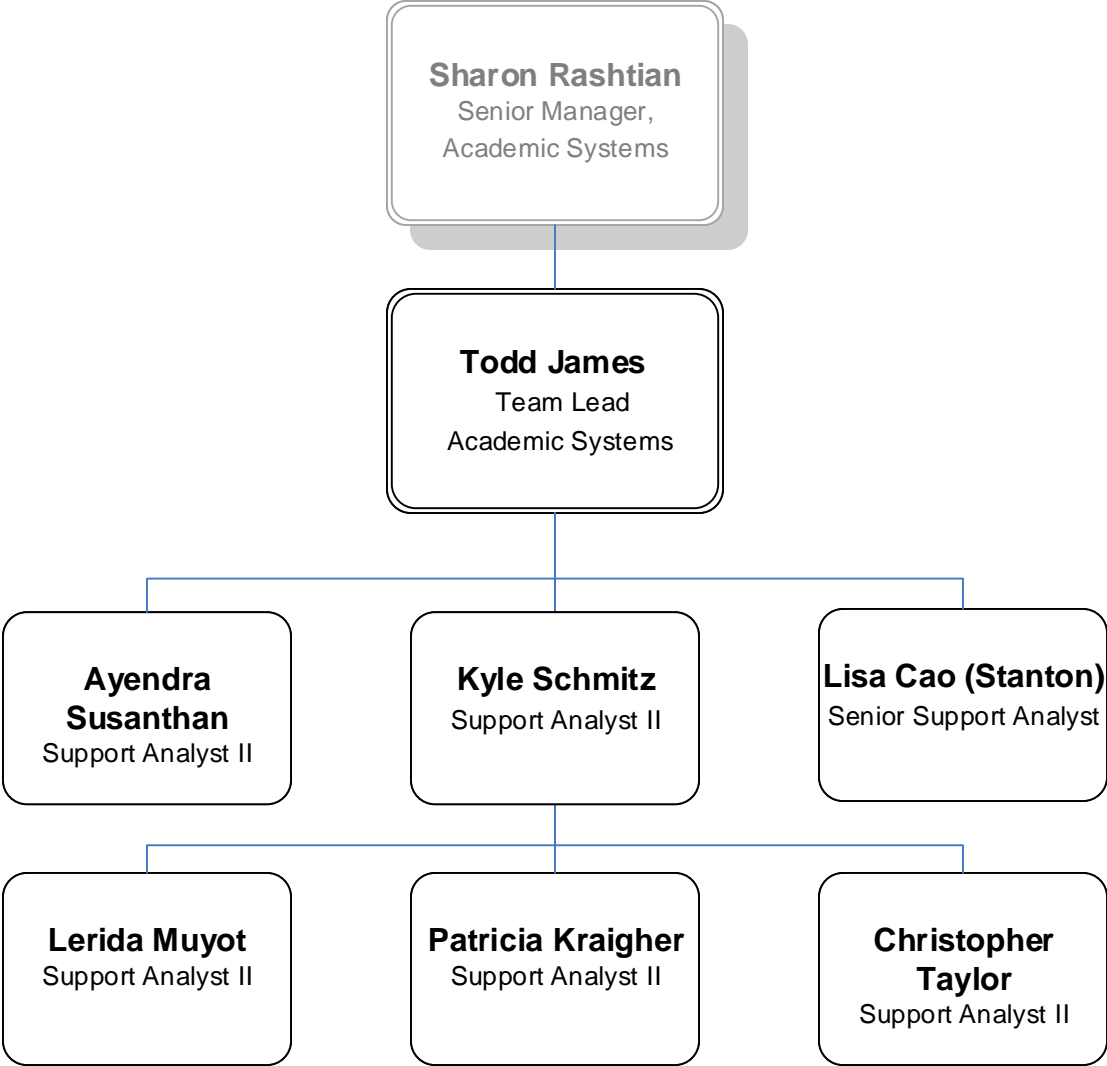 Sharon Rashtian
Senior Manager,
Academic Systems
Todd James
Team Lead
Academic Systems
Ayendra
Susanthan
Support Analyst II
Kyle Schmitz
Support Analyst II
Lisa Cao (Stanton)
Senior Support Analyst
Lerida Muyot
Support Analyst II
Patricia Kraigher
Support Analyst II
Christopher
Taylor
Support Analyst II